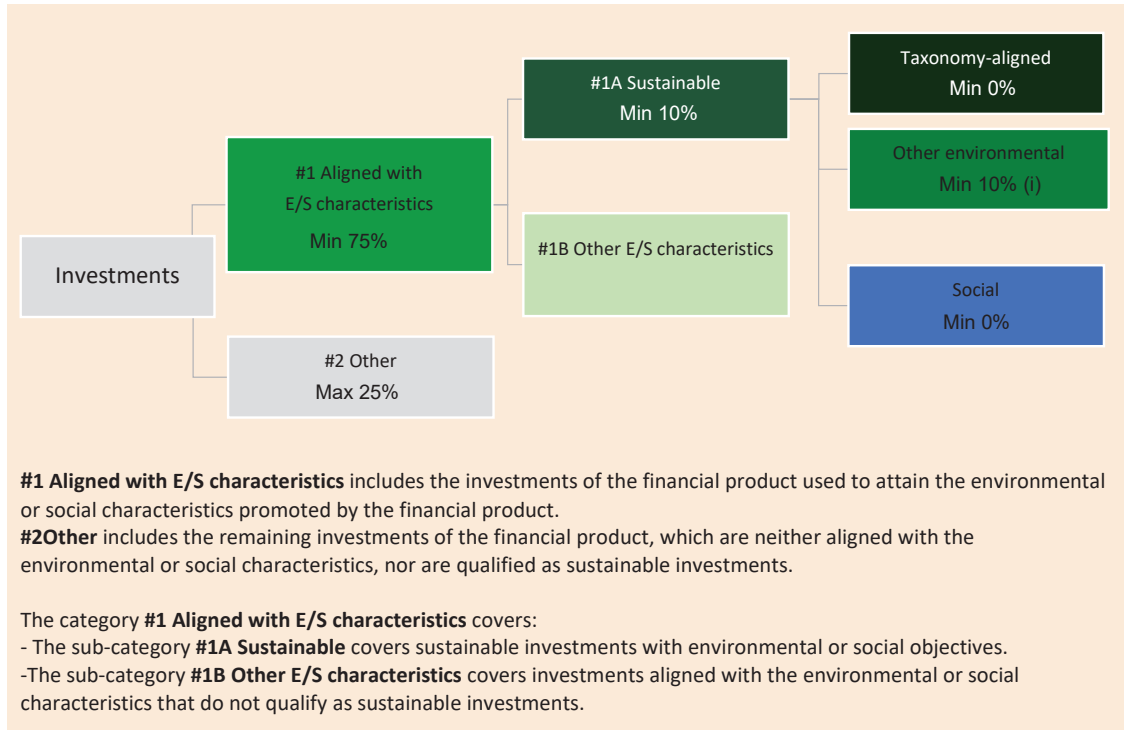 Investments
#1 Aligned with
E/S characteristics
Min 75%
#2 Other
Max 25%
#1A Sustainable
Min 10%
#1B Other E/S characteristics
Taxonomy-aligned
Min 0%
Other environmental
Min 10% (i)
Social
Min 0%
#1 Aligned with E/S characteristics includes the investments of the financial product used to attain the environmental
or social characteristics promoted by the financial product.
#2Other includes the remaining investments of the financial product, which are neither aligned with the
environmental or social characteristics, nor are qualified as sustainable investments.
The category #1 Aligned with E/S characteristics covers:
- The sub-category #1A Sustainable covers sustainable investments with environmental or social objectives.
-The sub-category #1B Other E/S characteristics covers investments aligned with the environmental or social
characteristics that do not qualify as sustainable investments.